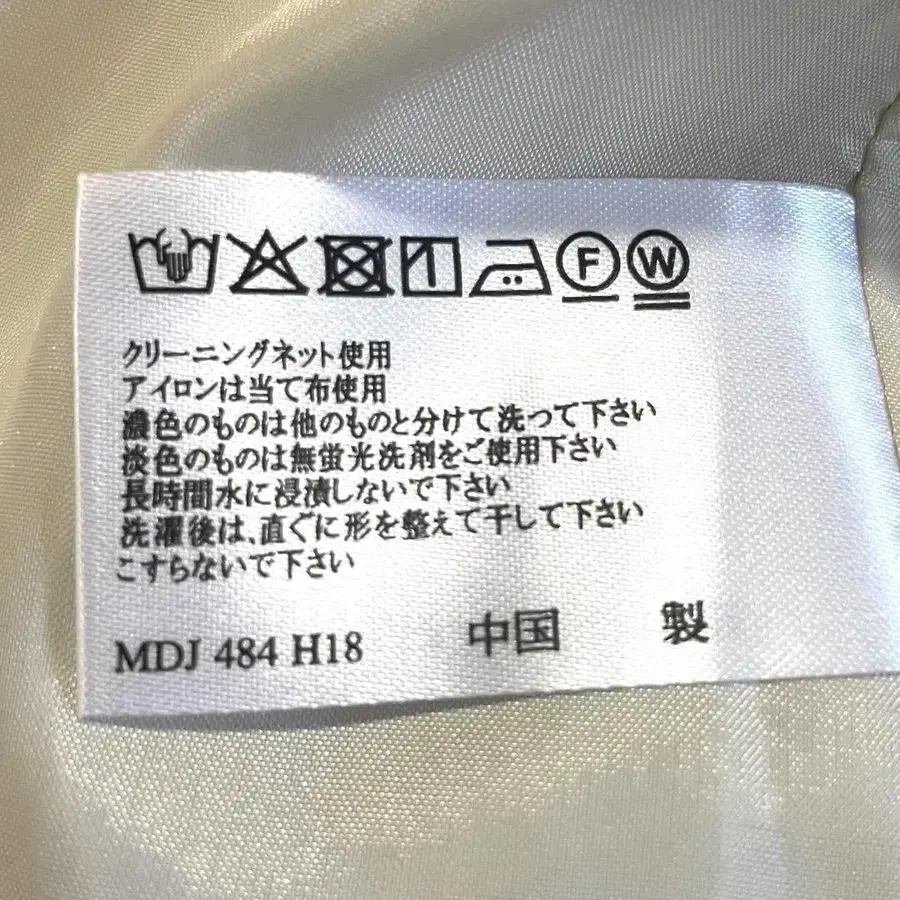 F W
クリーニングネット使用
アイロンは当て布使用
濃色のものは他のものと分けて洗って下さい
淡色のものは無蛍光洗剤をご使用下さい
長時間水に浸漬しないで下さい
洗濯後は、直ぐに形を整えて干して下さい
こすらないで下さい
MDJ 484 H18 中国 製